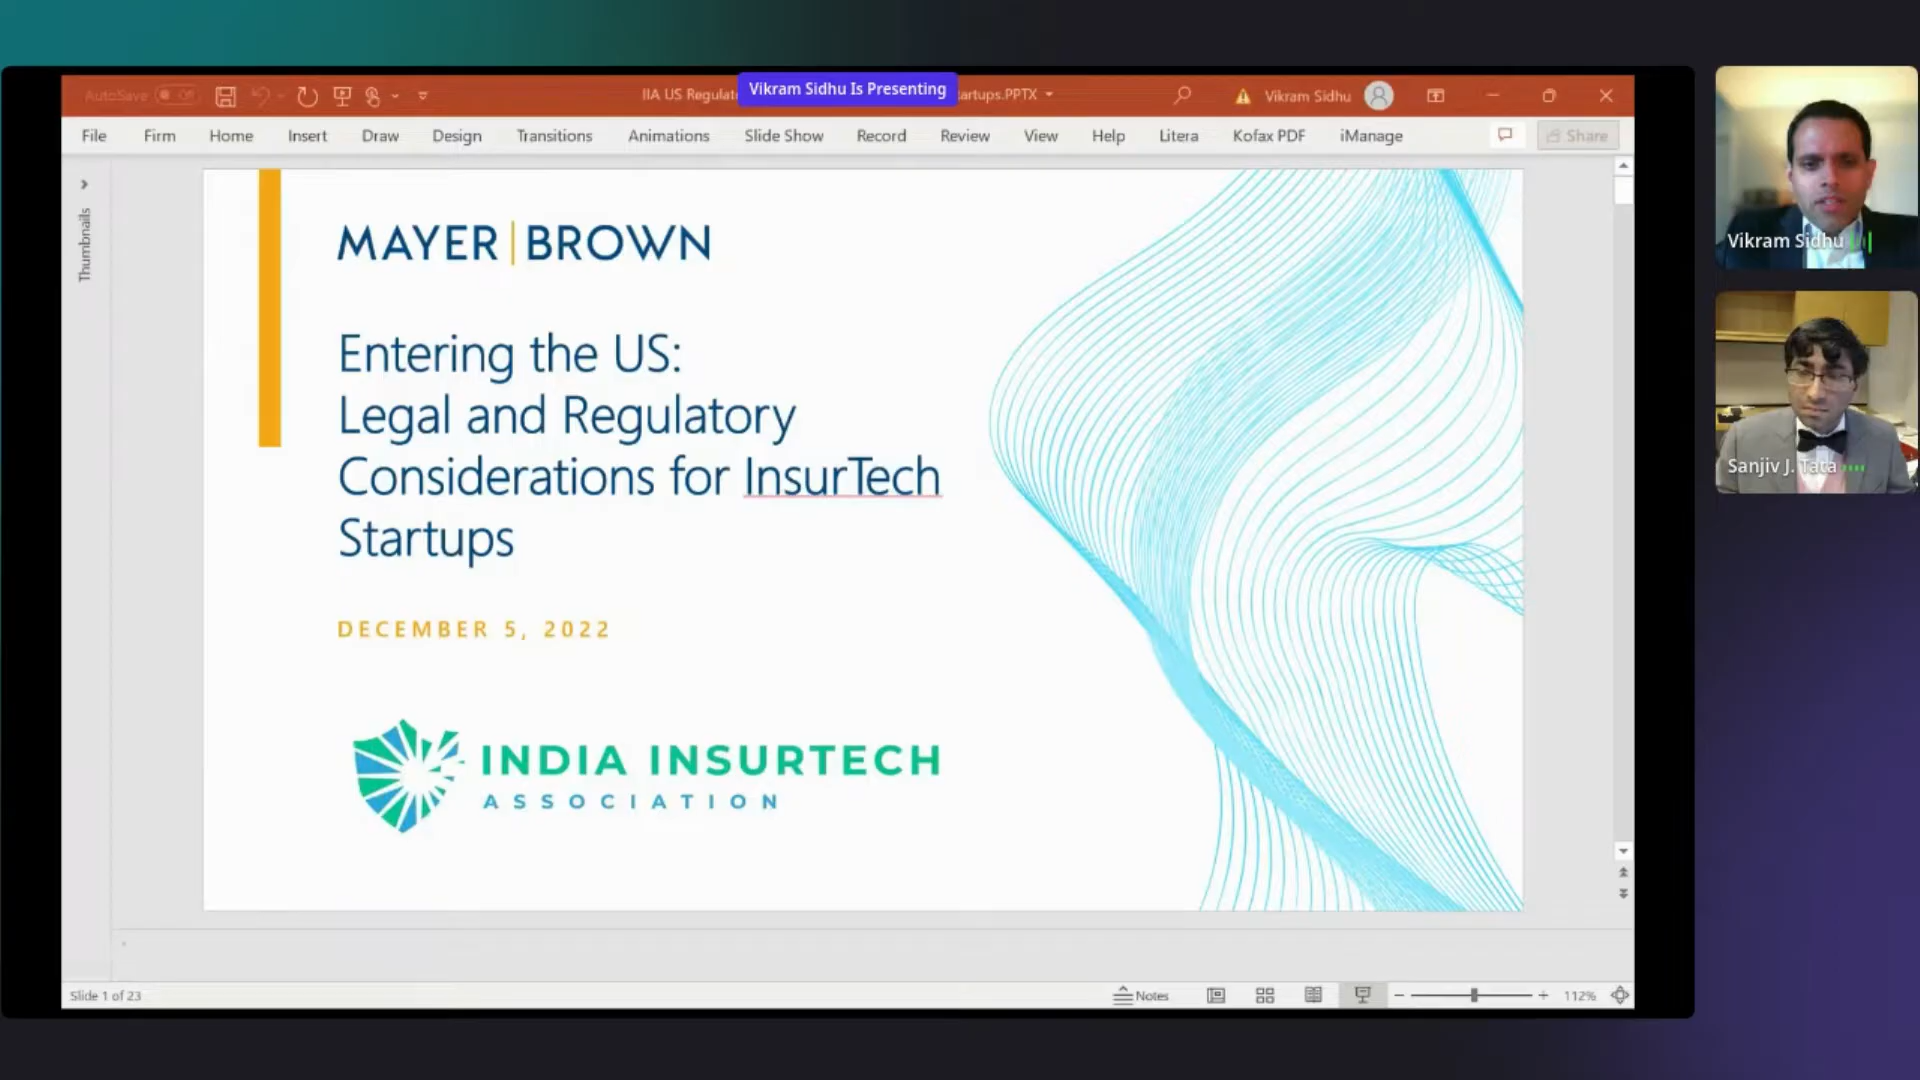 AutoSave Off
IIA US Regulat
Vikram Sidhu Is Presenting
artups.PPTX
Vikram Sidhu
File Firm Home Insert Draw Design Transitions Animations Slide Show Record Review View Help Litera Kofax PDF iManage Share
Thumbnails
MAYER|BROWN
Entering the US:
Legal and Regulatory
Considerations for InsurTech
Startups
DECEMBER 5, 2022
INDIA INSURTECH
ASSOCIATION
Slide 1 of 23
Notes
112%
Vikram Sidhu
Sanjiv J. Tata